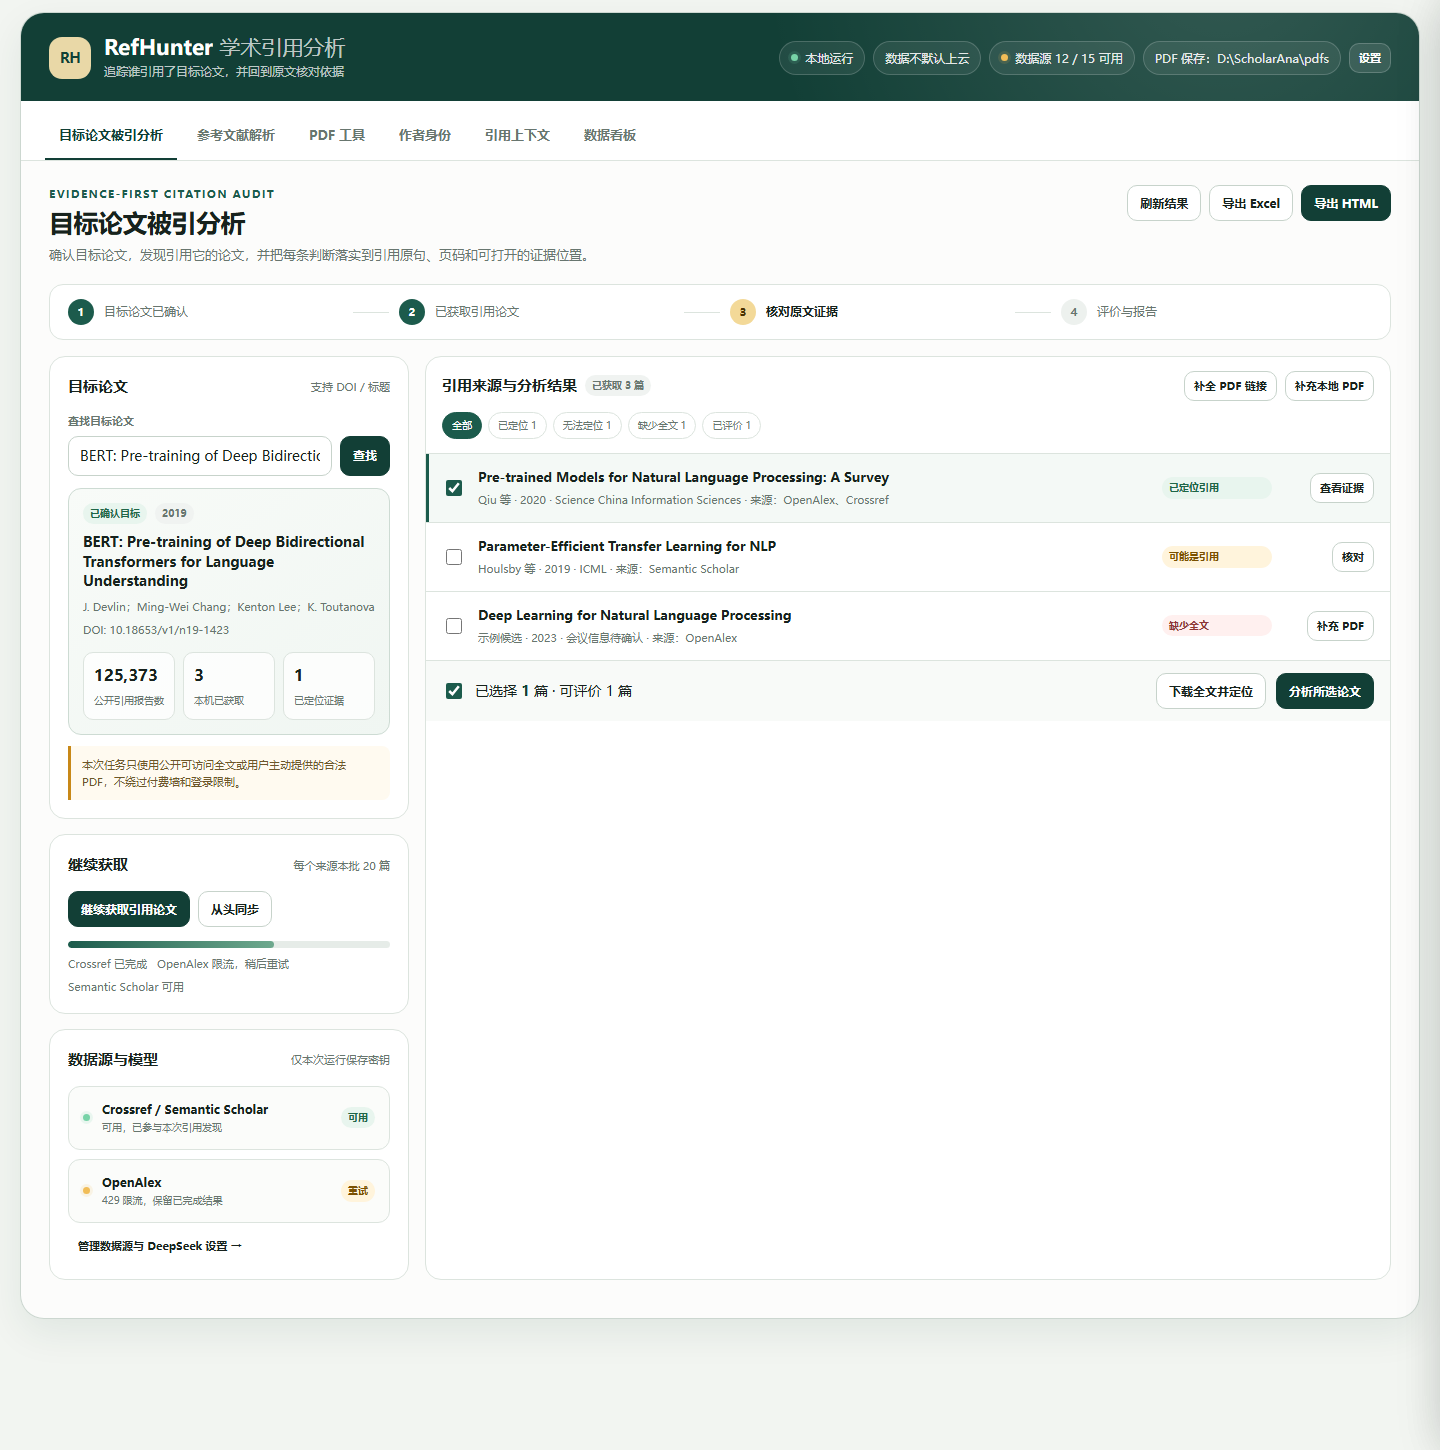 RH
RefHunter 学术引用分析
追踪谁引用了目标论文，并回到原文核对依据
本地运行
数据不默认上云
数据源 12 / 15 可用
PDF 保存：D:\ScholarAna\pdfs
设置
目标论文被引分析
参考文献解析
PDF 工具
作者身份
引用上下文
数据看板
EVIDENCE-FIRST CITATION AUDIT
目标论文被引分析
确认目标论文，发现引用它的论文，并把每条判断落实到引用原句、页码和可打开的证据位置。
刷新结果
导出 Excel
导出 HTML
1 目标论文已确认
2 已获取引用论文
3 核对原文证据
4 评价与报告
目标论文
支持 DOI / 标题
查找目标论文
BERT: Pre-training of Deep Bidirectic
查找
已确认目标
2019
BERT: Pre-training of Deep Bidirectional
Transformers for Language
Understanding
J. Devlin；Ming-Wei Chang；Kenton Lee；K. Toutanova
DOI: 10.18653/v1/n19-1423
125,373
公开引用报告数
3
本机已获取
1
已定位证据
本次任务只使用公开可访问全文或用户主动提供的合法
PDF，不绕过付费墙和登录限制。
继续获取
每个来源本批 20 篇
继续获取引用论文
从头同步
Crossref 已完成
OpenAlex 限流，稍后重试
Semantic Scholar 可用
数据源与模型
仅本次运行保存密钥
Crossref / Semantic Scholar
可用，已参与本次引用发现
可用
OpenAlex
429 限流，保留已完成结果
重试
管理数据源与 DeepSeek 设置 →
引用来源与分析结果
已获取 3 篇
补全 PDF 链接
补充本地 PDF
全部
已定位 1
无法定位 1
缺少全文 1
已评价 1
Pre-trained Models for Natural Language Processing: A Survey
Qiu 等 · 2020 · Science China Information Sciences · 来源：OpenAlex、Crossref
已定位引用
查看证据
Parameter-Efficient Transfer Learning for NLP
Houlsby 等 · 2019 · ICML · 来源：Semantic Scholar
可能是引用
核对
Deep Learning for Natural Language Processing
示例候选 · 2023 · 会议信息待确认 · 来源：OpenAlex
缺少全文
补充 PDF
已选择 1 篇 · 可评价 1 篇
下载全文并定位
分析所选论文